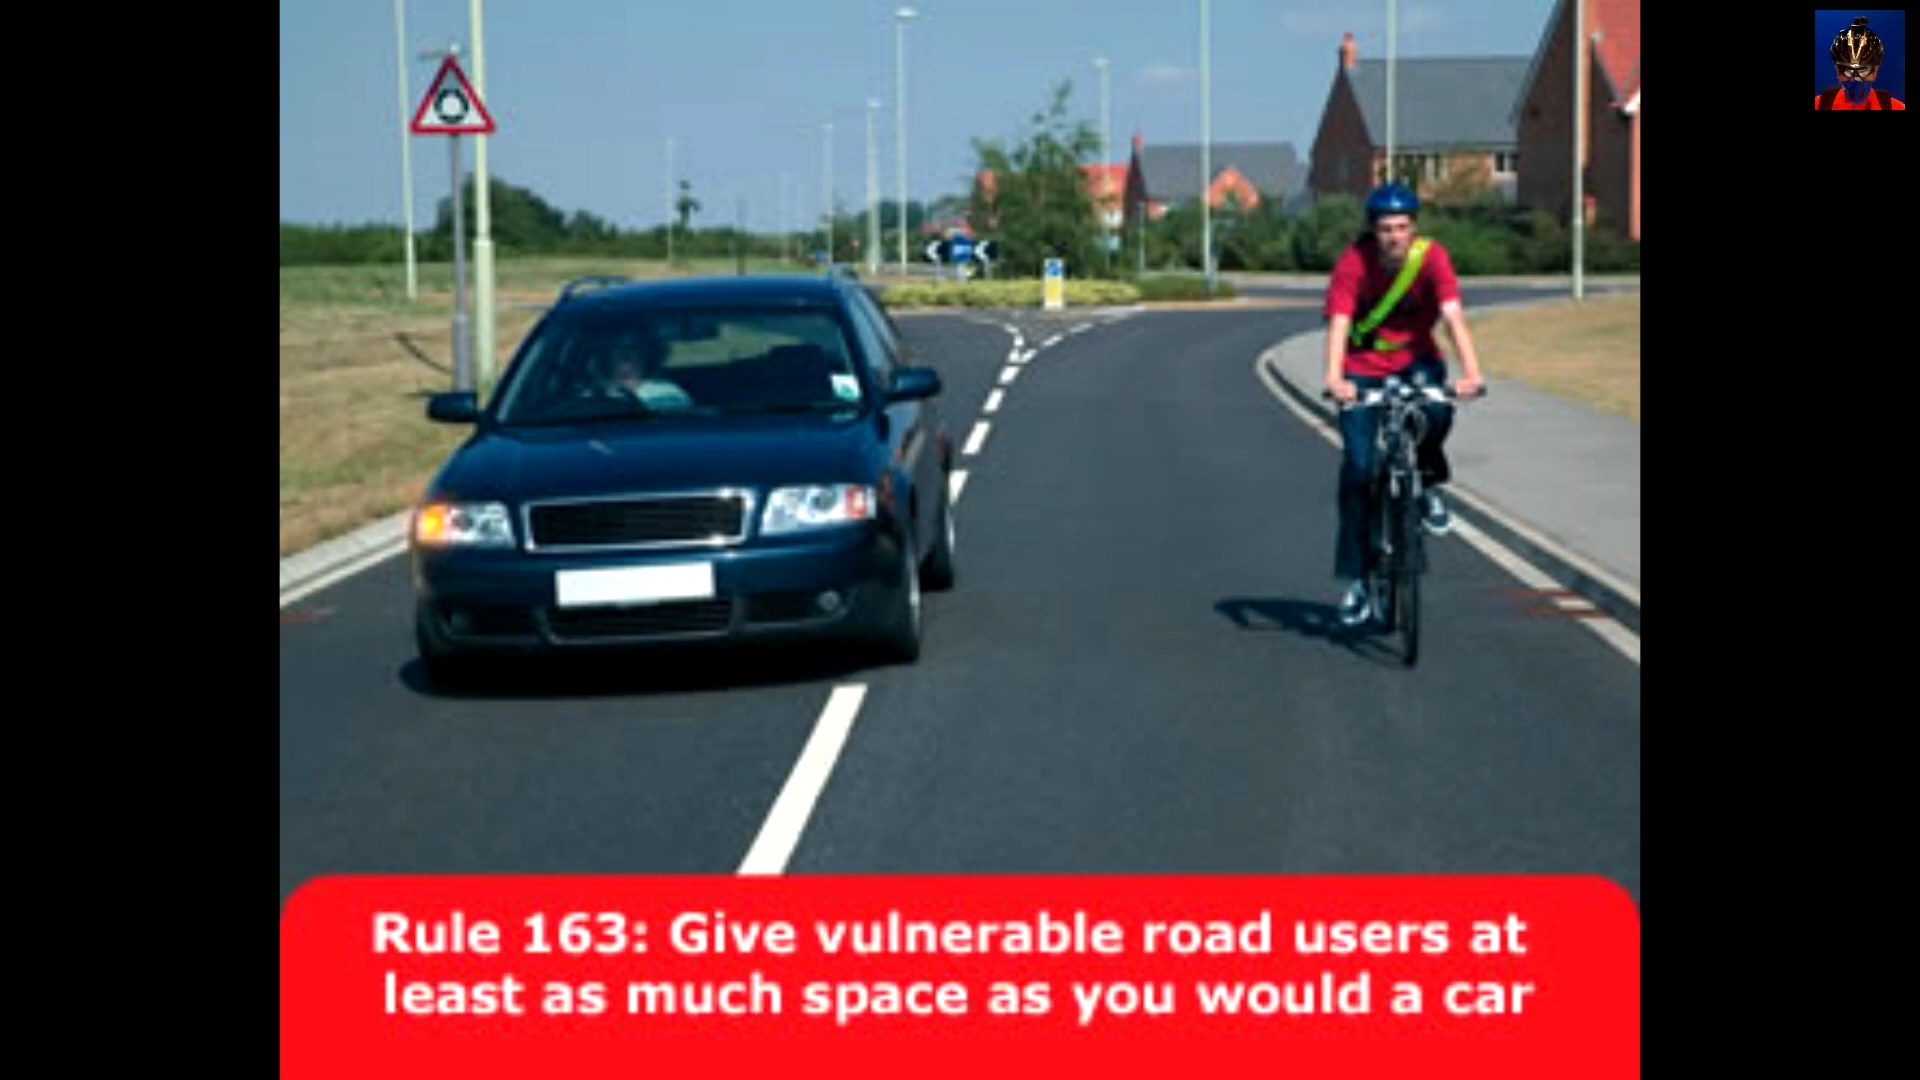 Rule 163: Give vulnerable road users at
least as much space as you would a car